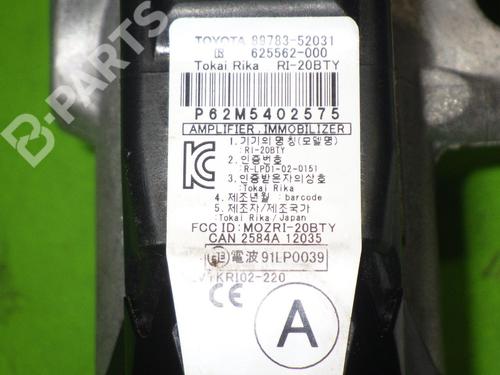 TOYOTA 89783-52031
625562-000
Tokai Rika RI-20BTY
P62M5402575
AMPLIFIER, IMMOBILIZER
1. 기기의 명칭(모델명)
:RI-20BTY
2. 인증번호
:R-LPD1-02-0151
3. 인증받은자의상호
:Tokai Rika
4. 제조년월 : barcode
5. 제조자/제조국가
:Tokai Rika/Japan
FCC ID:MOZRI-20BTY
CAN 2584A 12035
電波 91LP0039
KRI02-220
CE
A
B-PARTS